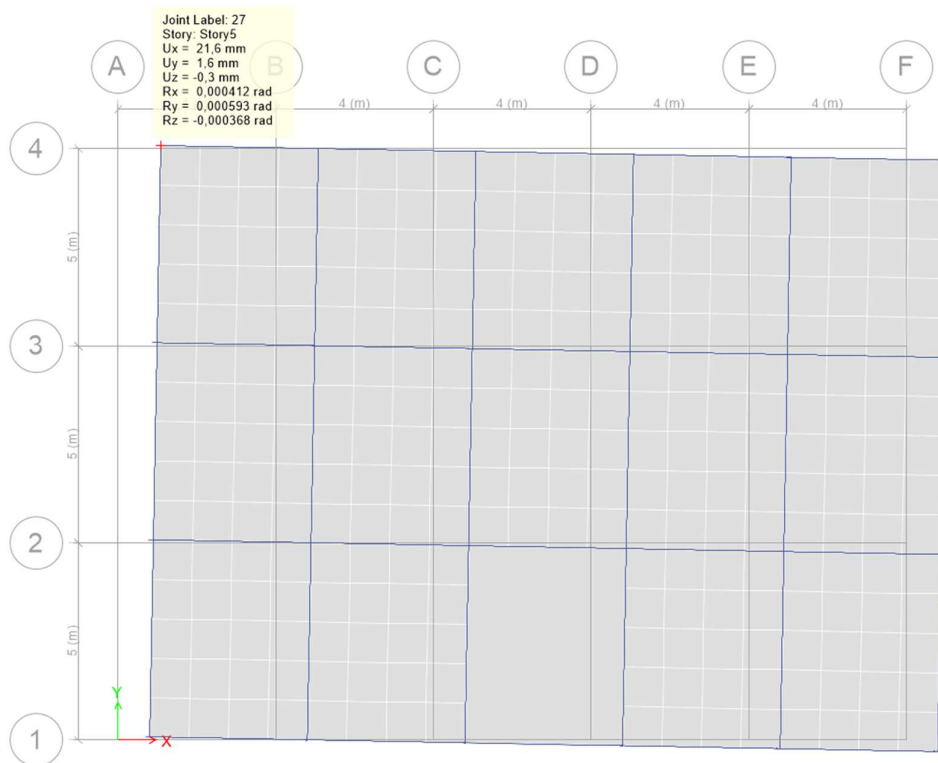 Joint Label: 27
Story: Story5
Ux = 21,6 mm
Uy = 1,6 mm
Uz = -0,3 mm
Rx = 0,000412 rad
Ry = 0,000593 rad
Rz = -0,000368 rad
A B C D E F
4 (m) 4 (m) 4 (m) 4 (m)
4
5 (m)
3
5 (m)
2
5 (m)
Y
1
X